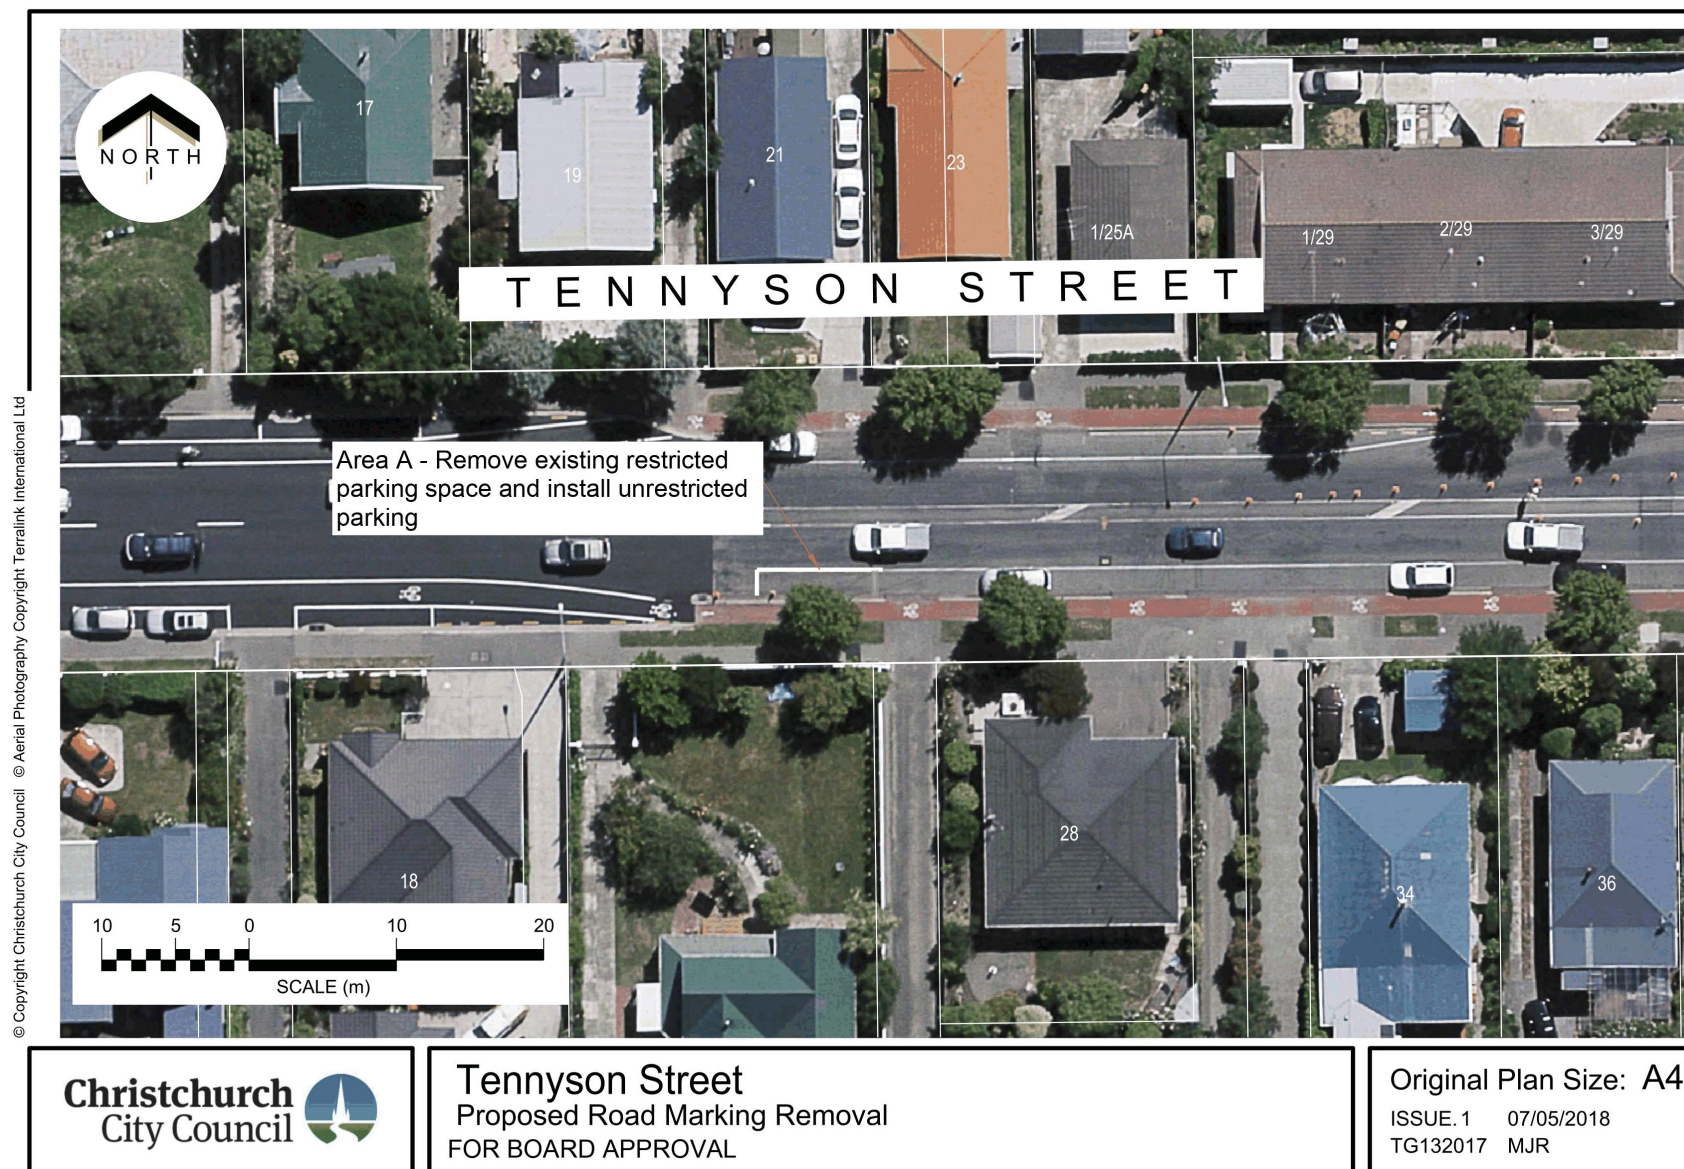 NORTH
17
19
21
23
1/25A
1/29
2/29
3/29
TENNYSON STREET
Area A - Remove existing restricted
parking space and install unrestricted
parking
18
28
34
36
10 5 0 10 20
SCALE (m)
© Copyright Christchurch City Council © Aerial Photography Copyright Terralink International Ltd
Christchurch
City Council
Tennyson Street
Proposed Road Marking Removal
FOR BOARD APPROVAL
Original Plan Size: A4
ISSUE.1 07/05/2018
TG132017 MJR